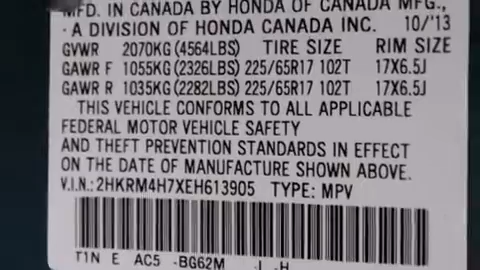 MFD. IN CANADA BY HONDA OF CANADA MFG.,
- A DIVISION OF HONDA CANADA INC. 10/'13
GVWR 2070KG (4564LBS) TIRE SIZE RIM SIZE
GAWR F 1055KG (2326LBS) 225/65R17 102T 17X6.5J
GAWR R 1035KG (2282LBS) 225/65R17 102T 17X6.5J
THIS VEHICLE CONFORMS TO ALL APPLICABLE
FEDERAL MOTOR VEHICLE SAFETY
AND THEFT PREVENTION STANDARDS IN EFFECT
ON THE DATE OF MANUFACTURE SHOWN ABOVE.
V.I.N.: 2HKRM4H7XEH613905 TYPE: MPV
T1N E AC5 -BG62M J -H